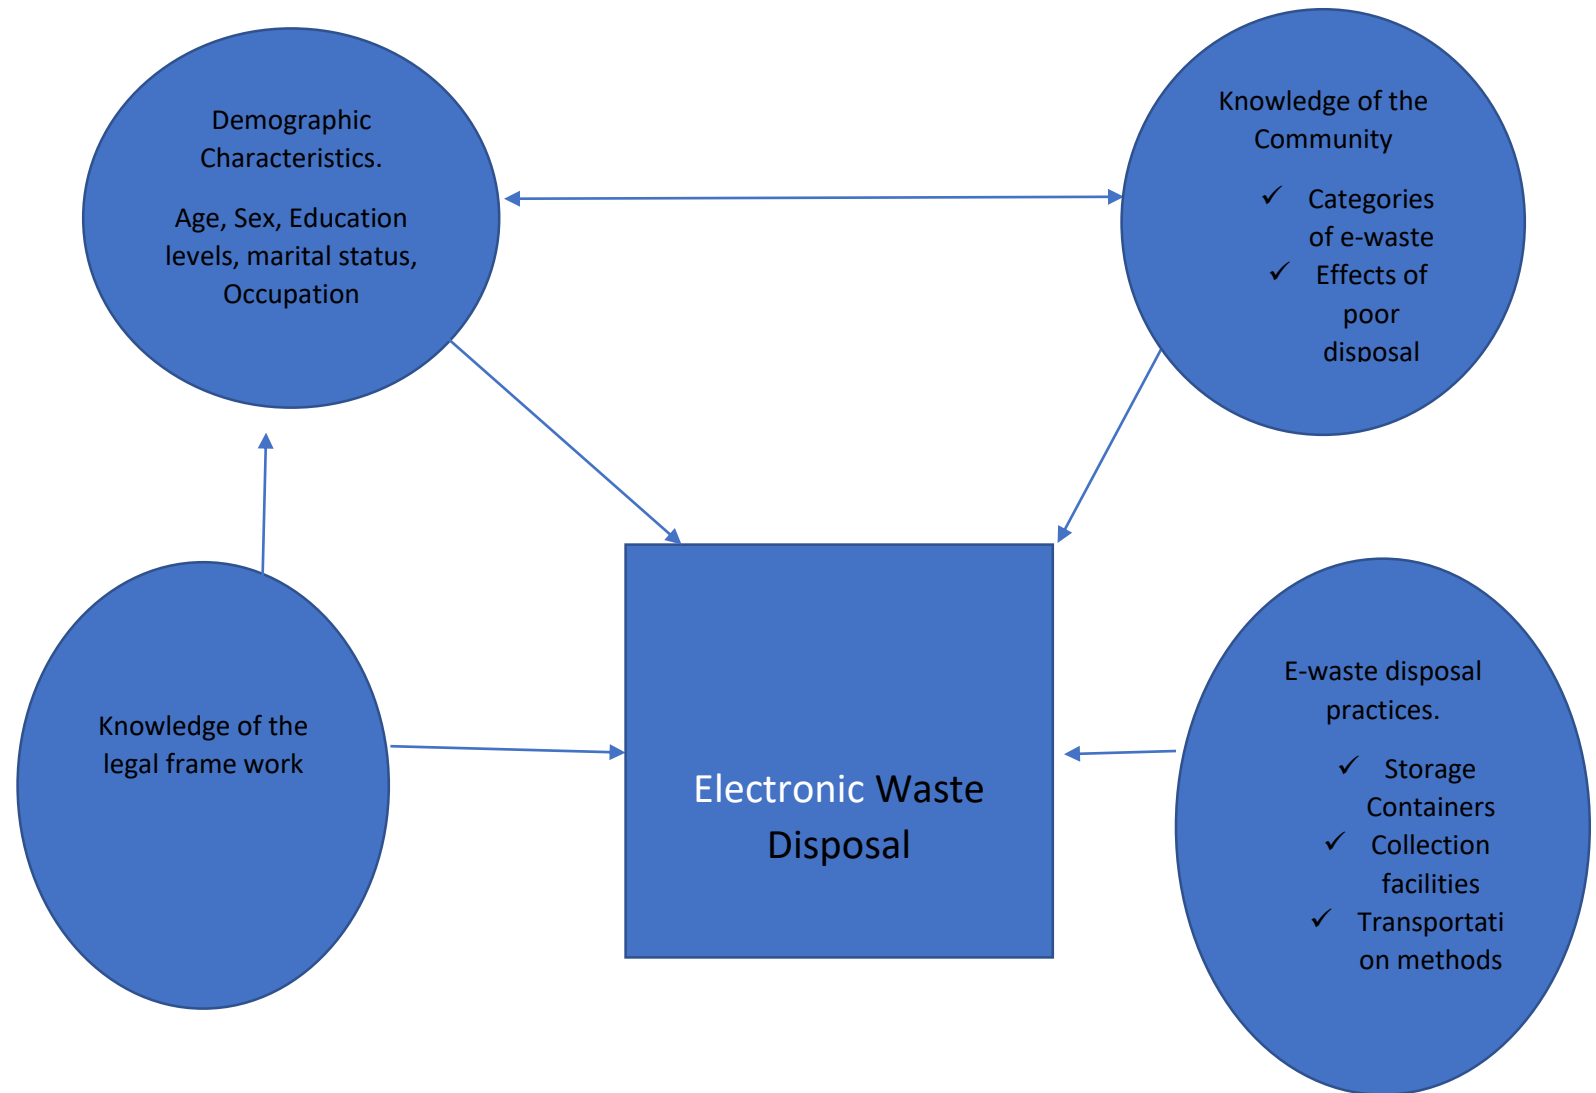 Demographic
Characteristics.
Age, Sex, Education
levels, marital status,
Occupation
Knowledge of the
Community
✓ Categories
of e-waste
✓ Effects of
poor
disposal
Knowledge of the
legal frame work
Electronic Waste
Disposal
E-waste disposal
practices.
✓ Storage
Containers
✓ Collection
facilities
✓ Transportati
on methods